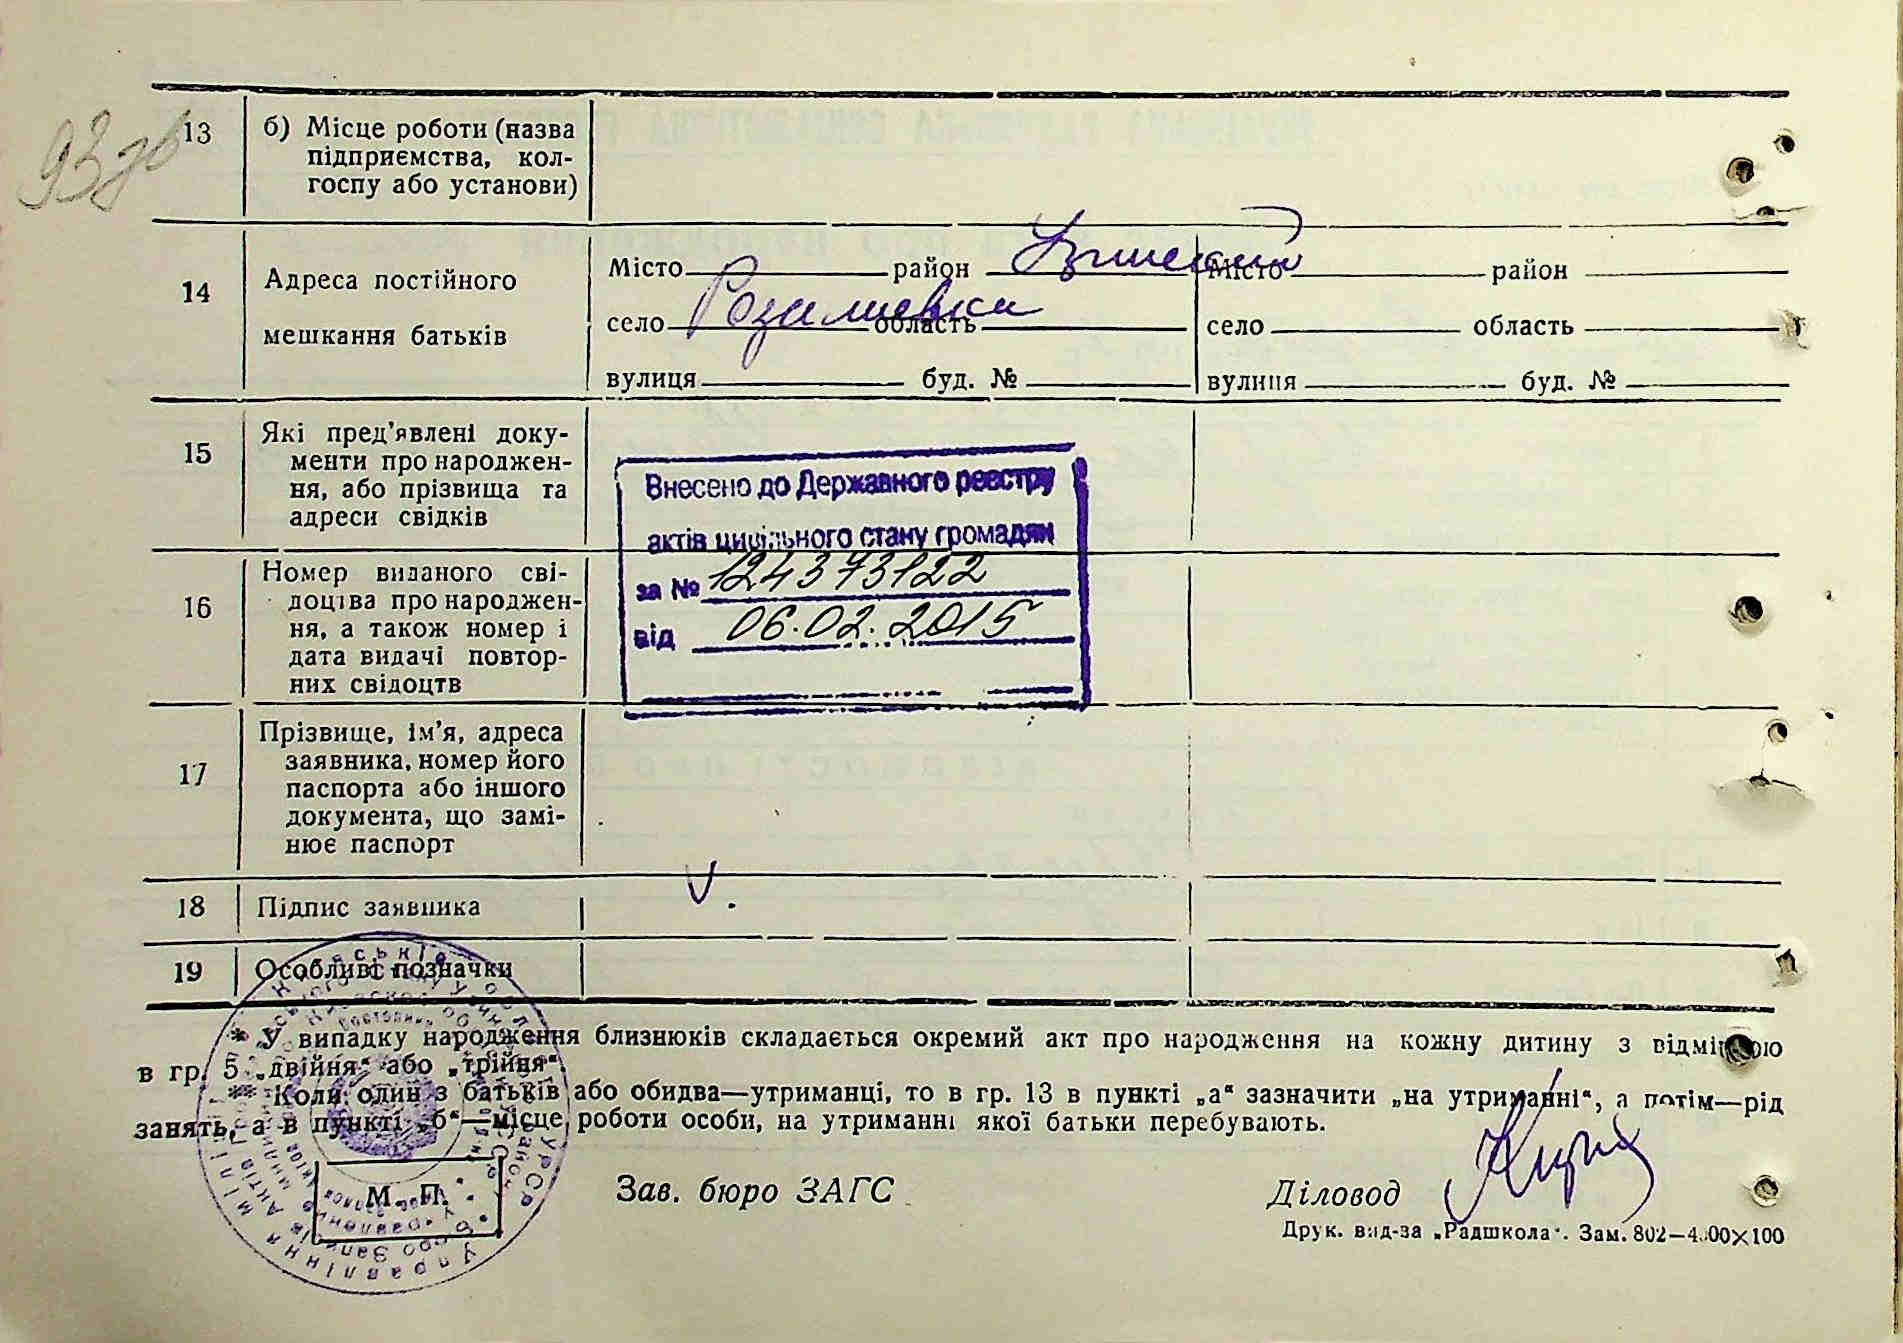 93зв
13
б) Місце роботи (назва
підприємства, кол-
госпу або установи)
14
Адреса постійного
мешкання батьків
Місто район
село Розалиевка область
вулиця буд. №
Місто район
село область
вулиця буд. №
15
Які пред'явлені доку-
менти про народжен-
ня, або прізвища та
адреси свідків
Внесено до Державного реєстру
актів цивільного стану громадян
за № 124373122
від 06.02.2015
16
Номер виданого сві-
доцтва про народжен-
ня, а також номер і
дата видачі повтор-
них свідоцтв
17
Прізвище, ім'я, адреса
заявника, номер його
паспорта або іншого
документа, що замі-
нює паспорт
18
Підпис заявника
V.
19
Особливі позначки
* У випадку народження близнюків складається окремий акт про народження на кожну дитину з відміткою
в гр. 5 „двійня“ або „трійня“.
** Коли один з батьків або обидва—утриманці, то в гр. 13 в пункті „а“ зазначити „на утриманні“, а потім—рід
занять, а в пункті „б“—місце роботи особи, на утриманні якої батьки перебувають.
М. П.
Зав. бюро ЗАГС
Діловод
Друк. вид-за „Радшкола“. Зам. 802—4.00×100